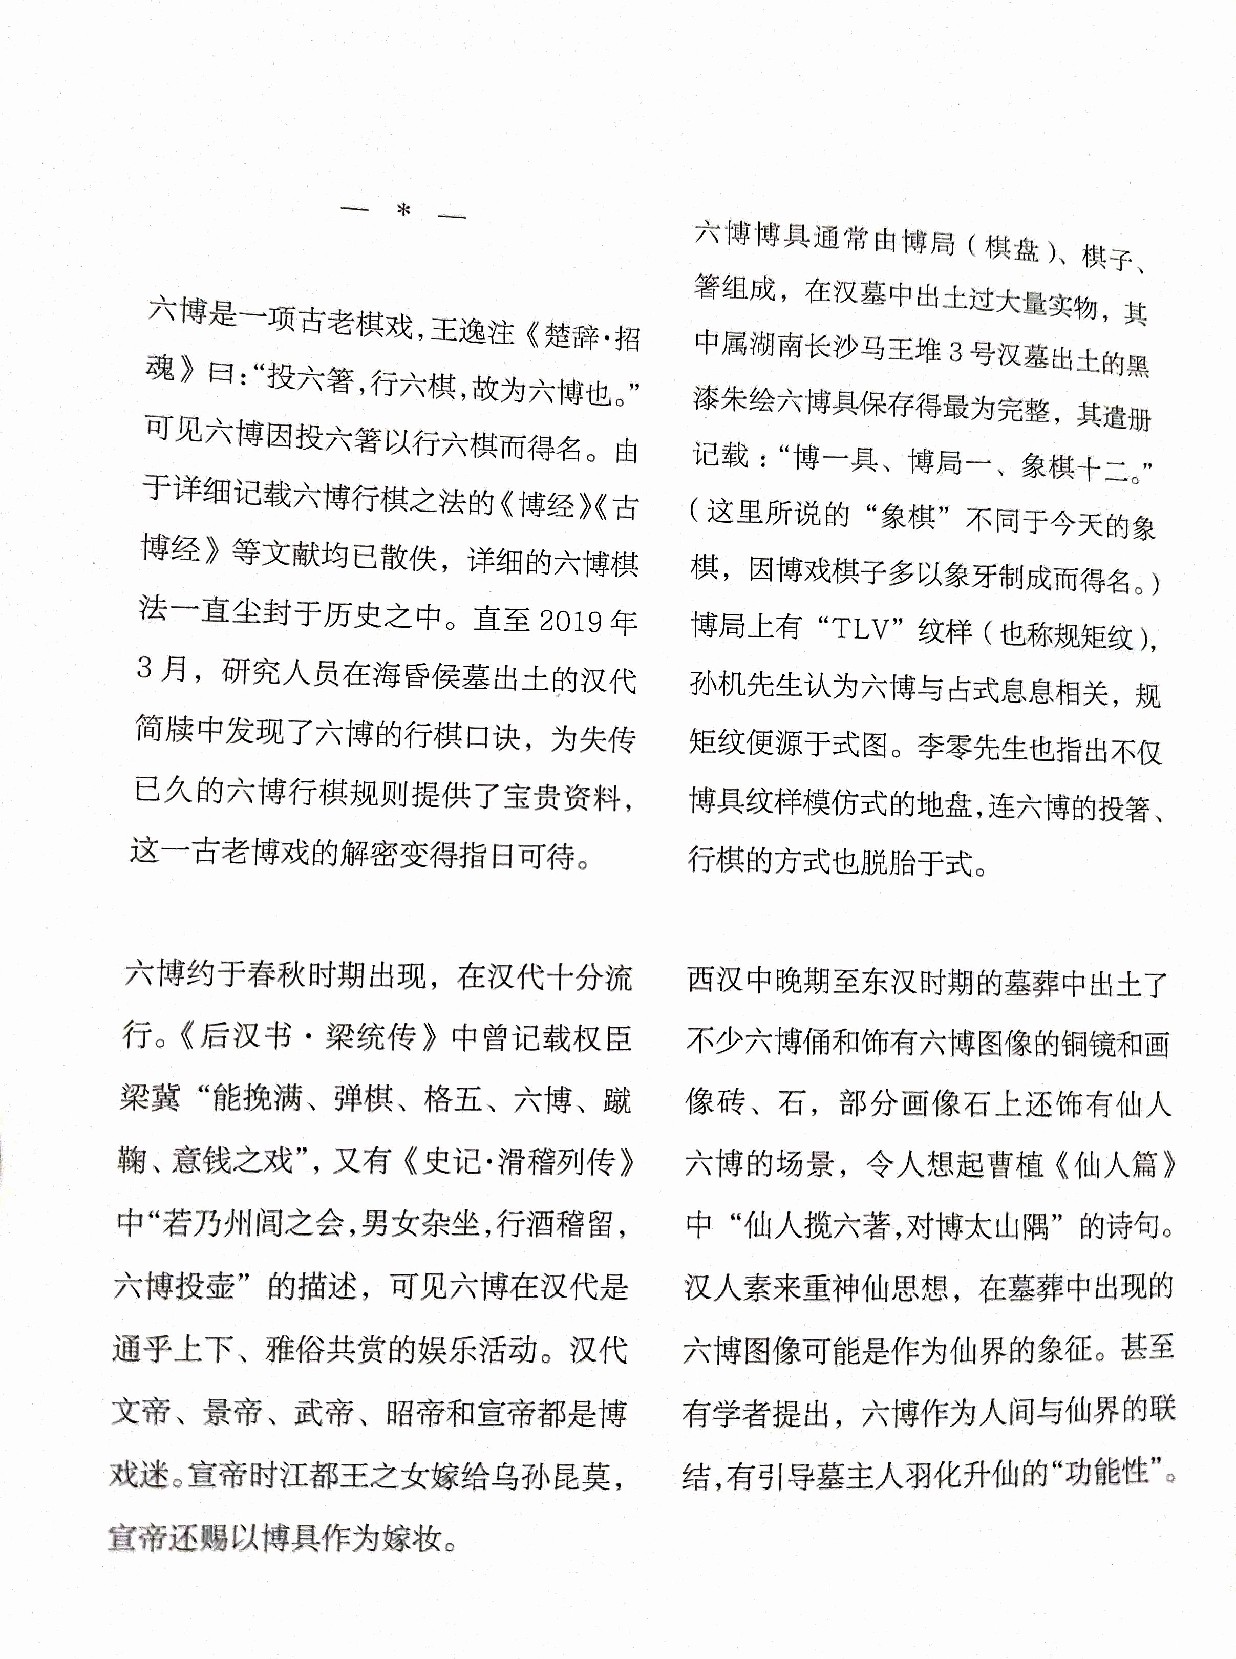 — * —
六博是一项古老棋戏，王逸注《楚辞·招
魂》曰：“投六箸，行六棋，故为六博也。”
可见六博因投六箸以行六棋而得名。由
于详细记载六博行棋之法的《博经》《古
博经》等文献均已散佚，详细的六博棋
法一直尘封于历史之中。直至 2019 年
3 月，研究人员在海昏侯墓出土的汉代
简牍中发现了六博的行棋口诀，为失传
已久的六博行棋规则提供了宝贵资料，
这一古老博戏的解密变得指日可待。
六博约于春秋时期出现，在汉代十分流
行。《后汉书·梁统传》中曾记载权臣
梁冀“能挽满、弹棋、格五、六博、蹴
鞠、意钱之戏”，又有《史记·滑稽列传》
中“若乃州闾之会，男女杂坐，行酒稽留，
六博投壶”的描述，可见六博在汉代是
通乎上下、雅俗共赏的娱乐活动。汉代
文帝、景帝、武帝、昭帝和宣帝都是博
戏迷。宣帝时江都王之女嫁给乌孙昆莫，
宣帝还赐以博具作为嫁妆。
六博博具通常由博局（棋盘）、棋子、
箸组成，在汉墓中出土过大量实物，其
中属湖南长沙马王堆 3 号汉墓出土的黑
漆朱绘六博具保存得最为完整，其遣册
记载：“博一具、博局一、象棋十二。”
（这里所说的“象棋”不同于今天的象
棋，因博戏棋子多以象牙制成而得名。）
博局上有“TLV”纹样（也称规矩纹），
孙机先生认为六博与占式息息相关，规
矩纹便源于式图。李零先生也指出不仅
博具纹样模仿式的地盘，连六博的投箸、
行棋的方式也脱胎于式。
西汉中晚期至东汉时期的墓葬中出土了
不少六博俑和饰有六博图像的铜镜和画
像砖、石，部分画像石上还饰有仙人
六博的场景，令人想起曹植《仙人篇》
中“仙人揽六著，对博太山隅”的诗句。
汉人素来重神仙思想，在墓葬中出现的
六博图像可能是作为仙界的象征。甚至
有学者提出，六博作为人间与仙界的联
结，有引导墓主人羽化升仙的“功能性”。